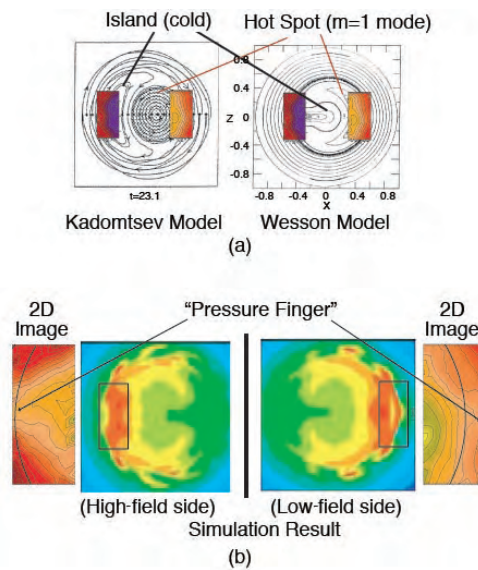 Island (cold)
Hot Spot (m=1 mode)
0.8
0.4
Z 0
-0.4
-0.8
-0.8 -0.4 0 0.4 0.8
X
t=23.1
Kadomtsev Model
Wesson Model
(a)
2D
Image
"Pressure Finger"
2D
Image
(High-field side)
(Low-field side)
Simulation Result
(b)